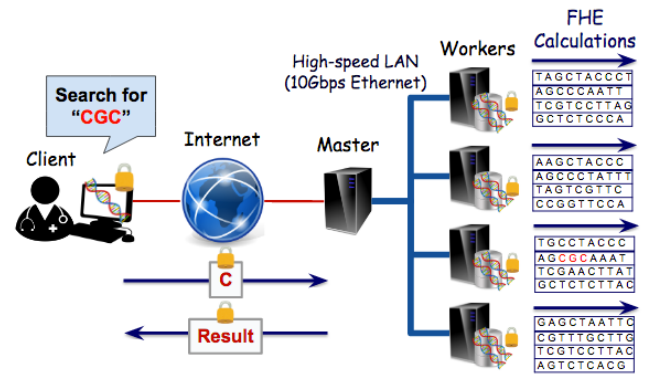 FHE
Calculations
Workers
High-speed LAN
(10Gbps Ethernet)
Search for
“CGC”
Internet
Master
Client
TAGCTACCCT
AGCCCAATT
TCGTCCTTAG
GCTCTCCCA
AAGCTACCC
AGCCCTATTT
TAGTCGTTC
CCGGTTCCA
TGCCTACCC
AGCGCAAAT
TCGAACTTAT
GCTCTCTTAC
GAGCTAATTC
CGTTTGCTTG
TCGTCCTTAC
AGTCTCACG
C
Result